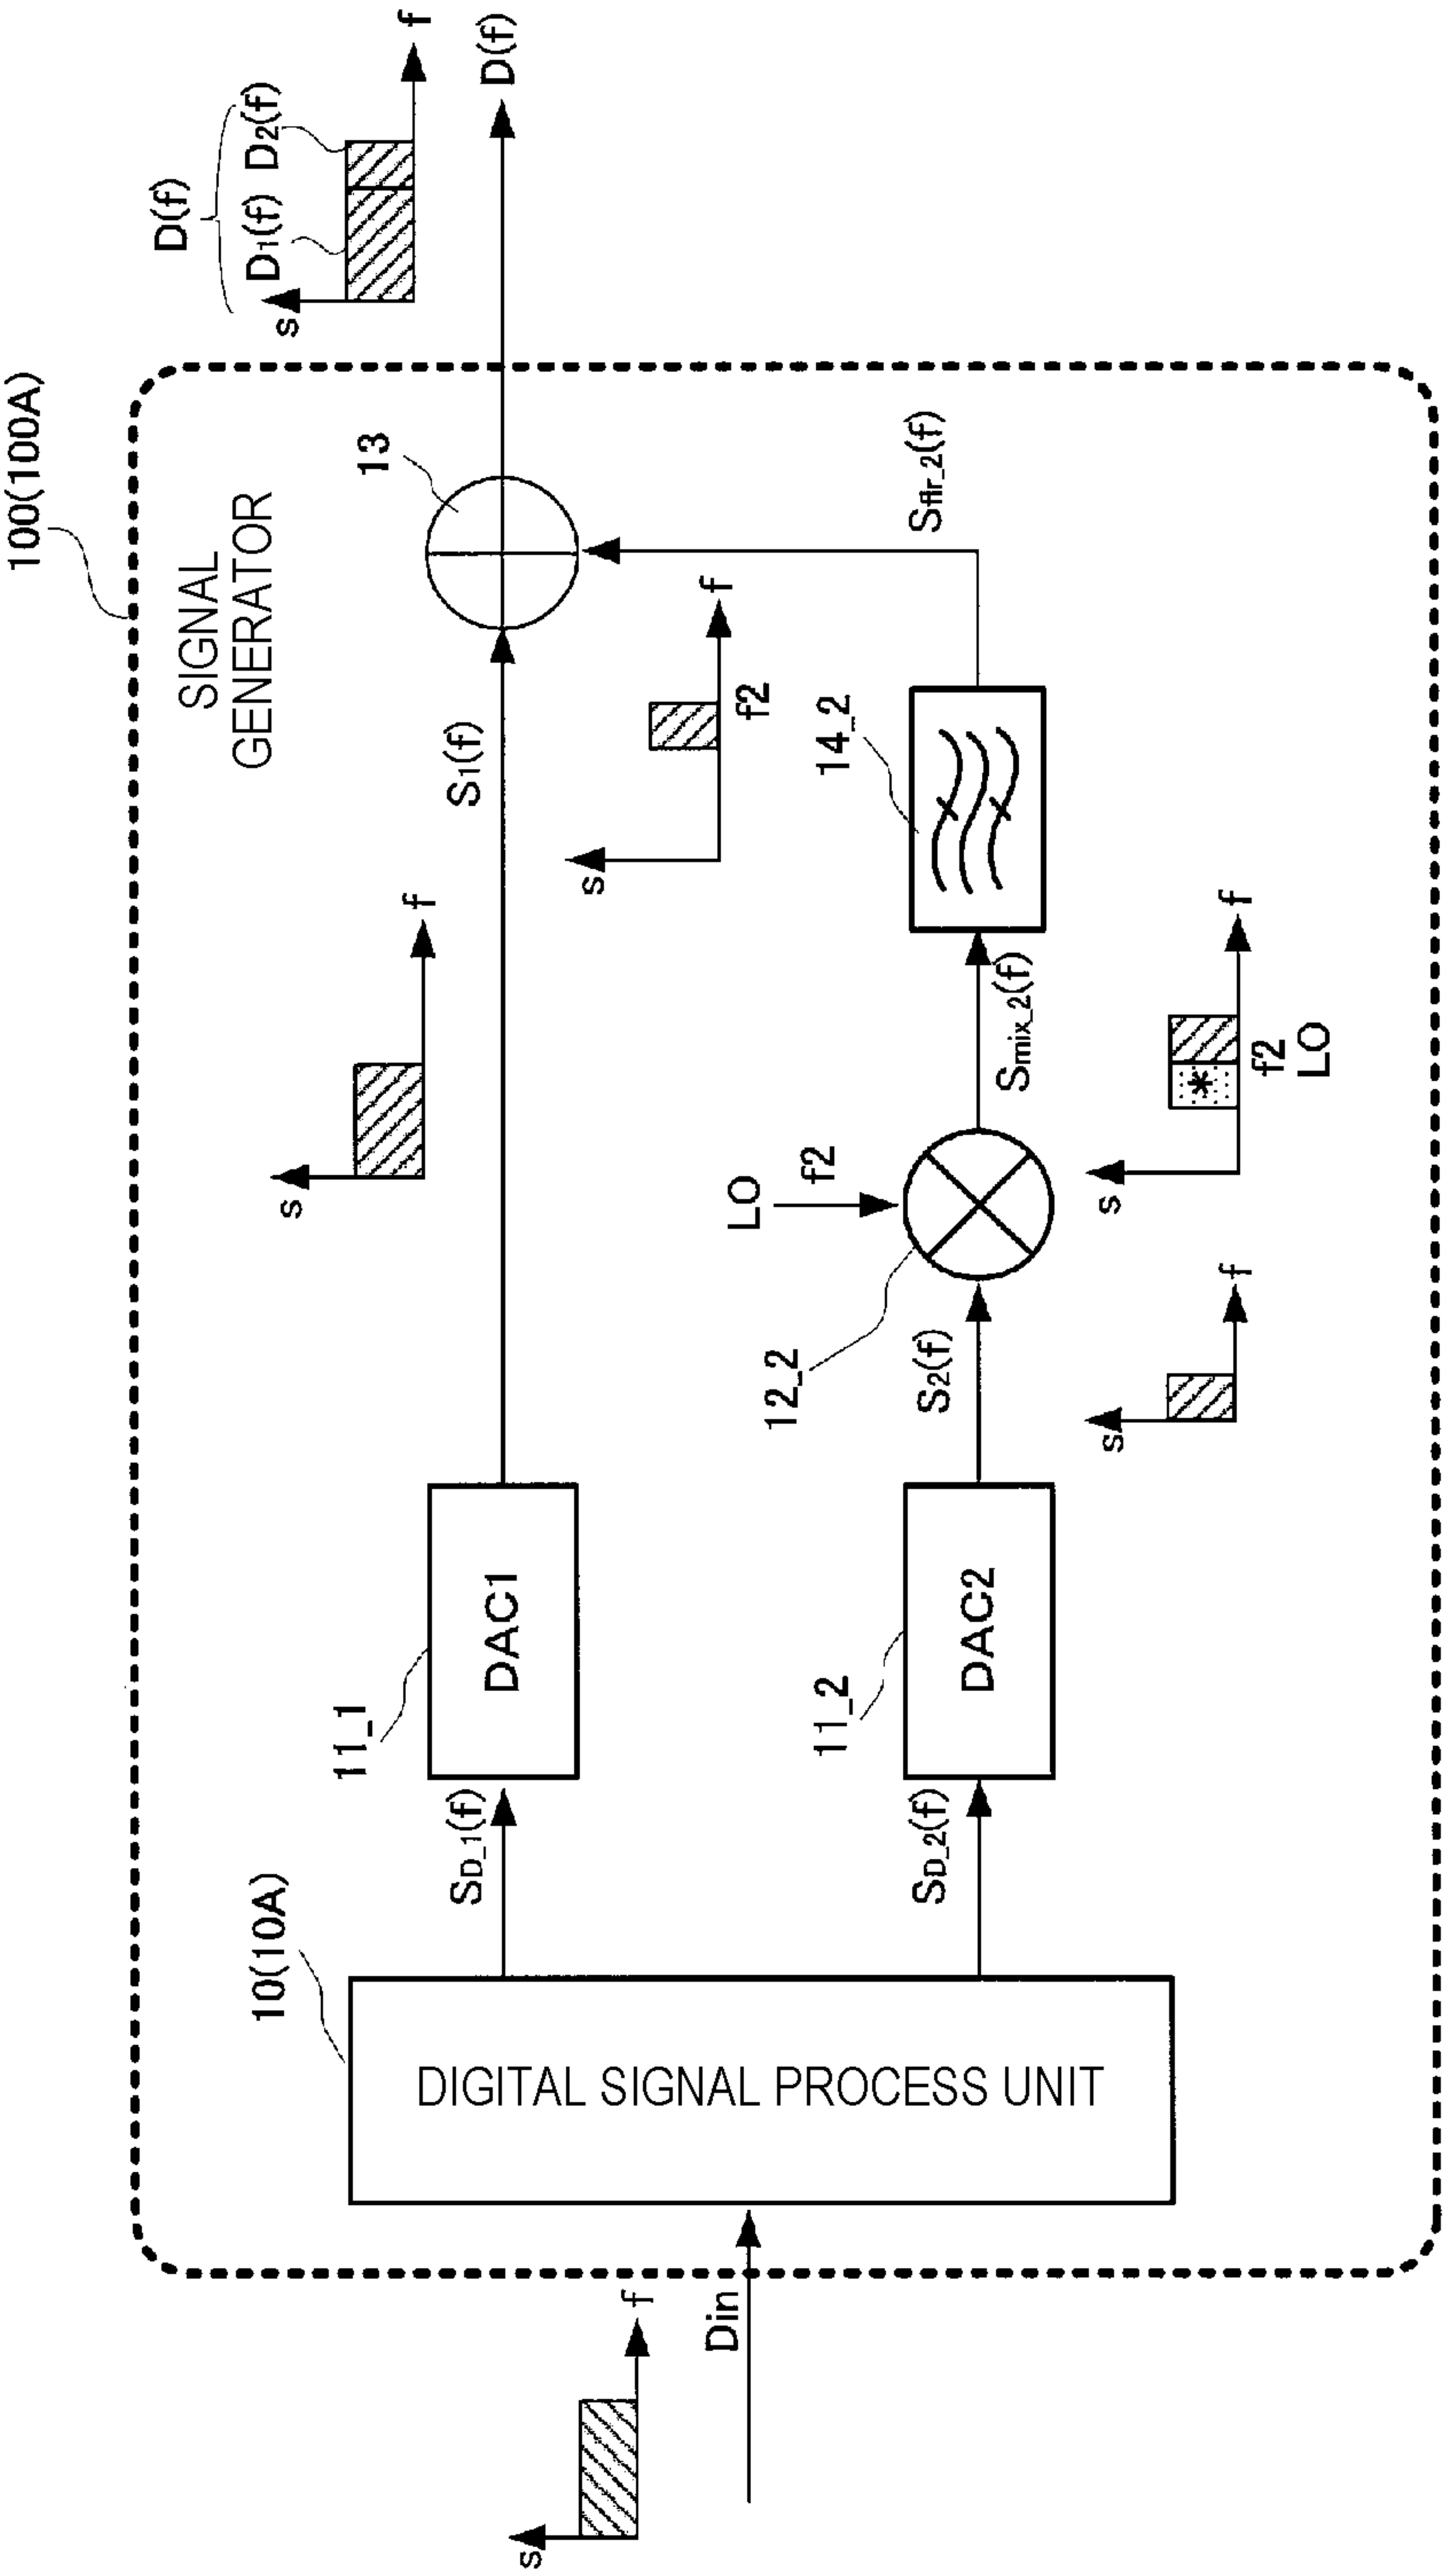 100(100A)
SIGNAL
GENERATOR
s
f
Din
10(10A)
DIGITAL SIGNAL PROCESS UNIT
SD_1(f)
11_1
DAC1
s
f
S1(f)
13
D(f)
D1(f)
D2(f)
s
f
D(f)
SD_2(f)
11_2
DAC2
S2(f)
s
f
12_2
LO
f2
Smix_2(f)
s
*
f
f2
LO
14_2
s
f
f2
Sflr_2(f)